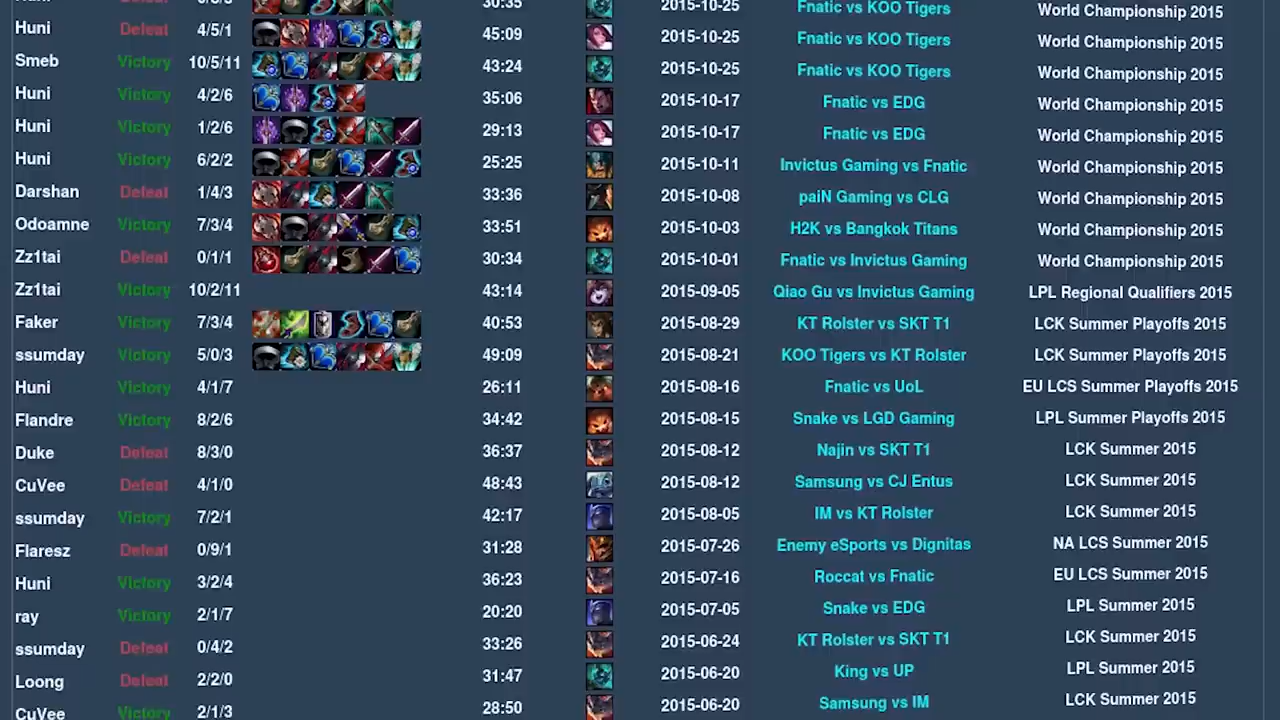 Huni 30:35 2015-10-25 Fnatic vs KOO Tigers World Championship 2015
Huni Defeat 4/5/1 45:09 2015-10-25 Fnatic vs KOO Tigers World Championship 2015
Smeb Victory 10/5/11 43:24 2015-10-25 Fnatic vs KOO Tigers World Championship 2015
Huni Victory 4/2/6 35:06 2015-10-17 Fnatic vs EDG World Championship 2015
Huni Victory 1/2/6 29:13 2015-10-17 Fnatic vs EDG World Championship 2015
Huni Victory 6/2/2 25:25 2015-10-11 Invictus Gaming vs Fnatic World Championship 2015
Darshan Defeat 1/4/3 33:36 2015-10-08 paiN Gaming vs CLG World Championship 2015
Odoamne Victory 7/3/4 33:51 2015-10-03 H2K vs Bangkok Titans World Championship 2015
Zz1tai Defeat 0/1/1 30:34 2015-10-01 Fnatic vs Invictus Gaming World Championship 2015
Zz1tai Victory 10/2/11 43:14 2015-09-05 Qiao Gu vs Invictus Gaming LPL Regional Qualifiers 2015
Faker Victory 7/3/4 40:53 2015-08-29 KT Rolster vs SKT T1 LCK Summer Playoffs 2015
ssumday Victory 5/0/3 49:09 2015-08-21 KOO Tigers vs KT Rolster LCK Summer Playoffs 2015
Huni Victory 4/1/7 26:11 2015-08-16 Fnatic vs UoL EU LCS Summer Playoffs 2015
Flandre Victory 8/2/6 34:42 2015-08-15 Snake vs LGD Gaming LPL Summer Playoffs 2015
Duke Defeat 8/3/0 36:37 2015-08-12 Najin vs SKT T1 LCK Summer 2015
CuVee Defeat 4/1/0 48:43 2015-08-12 Samsung vs CJ Entus LCK Summer 2015
ssumday Victory 7/2/1 42:17 2015-08-05 IM vs KT Rolster LCK Summer 2015
Flaresz Defeat 0/9/1 31:28 2015-07-26 Enemy eSports vs Dignitas NA LCS Summer 2015
Huni Victory 3/2/4 36:23 2015-07-16 Roccat vs Fnatic EU LCS Summer 2015
ray Victory 2/1/7 20:20 2015-07-05 Snake vs EDG LPL Summer 2015
ssumday Defeat 0/4/2 33:26 2015-06-24 KT Rolster vs SKT T1 LCK Summer 2015
Loong Defeat 2/2/0 31:47 2015-06-20 King vs UP LPL Summer 2015
CuVee Victory 2/1/3 28:50 2015-06-20 Samsung vs IM LCK Summer 2015